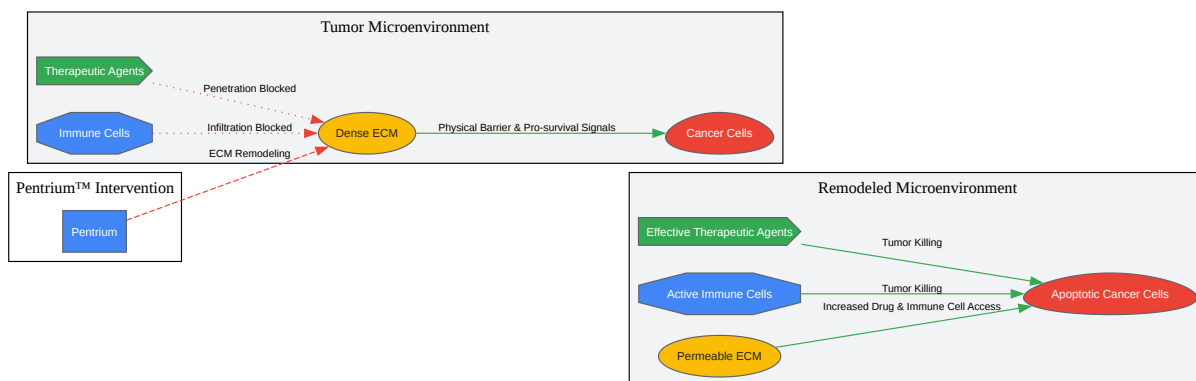 Tumor Microenvironment
Therapeutic Agents
Penetration Blocked
Immune Cells
Infiltration Blocked
Dense ECM
Physical Barrier & Pro-survival Signals
Cancer Cells
ECM Remodeling
Pentrium™ Intervention
Pentrium
Remodeled Microenvironment
Effective Therapeutic Agents
Tumor Killing
Active Immune Cells
Tumor Killing
Apoptotic Cancer Cells
Increased Drug & Immune Cell Access
Permeable ECM